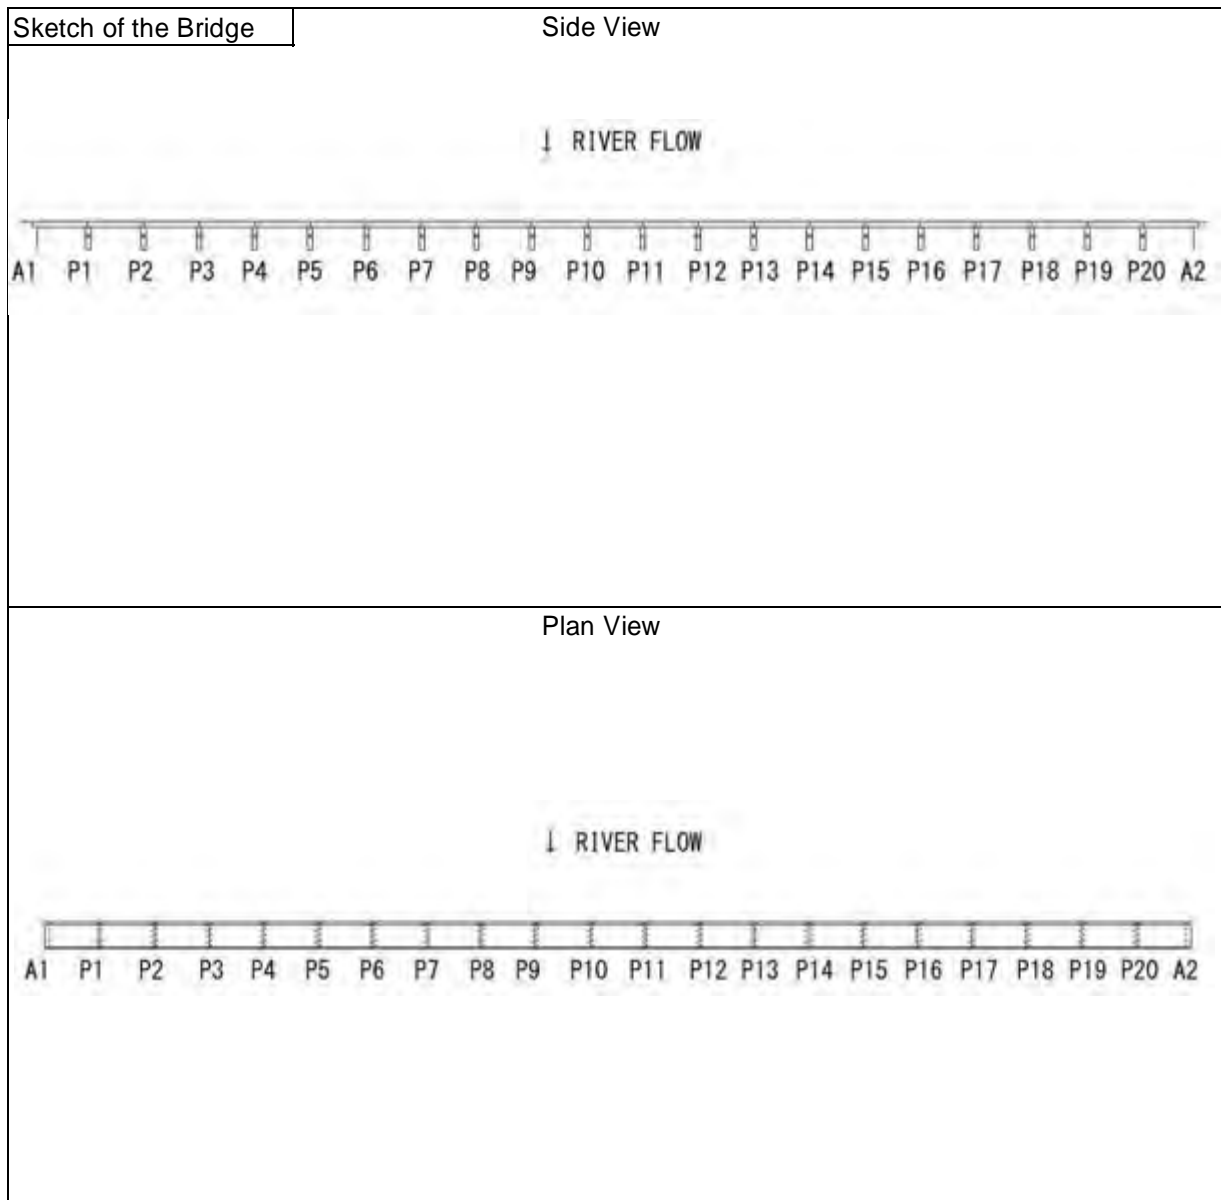 Sketch of the Bridge
Side View
↓ RIVER FLOW
A1 P1 P2 P3 P4 P5 P6 P7 P8 P9 P10 P11 P12 P13 P14 P15 P16 P17 P18 P19 P20 A2
Plan View
↓ RIVER FLOW
A1 P1 P2 P3 P4 P5 P6 P7 P8 P9 P10 P11 P12 P13 P14 P15 P16 P17 P18 P19 P20 A2